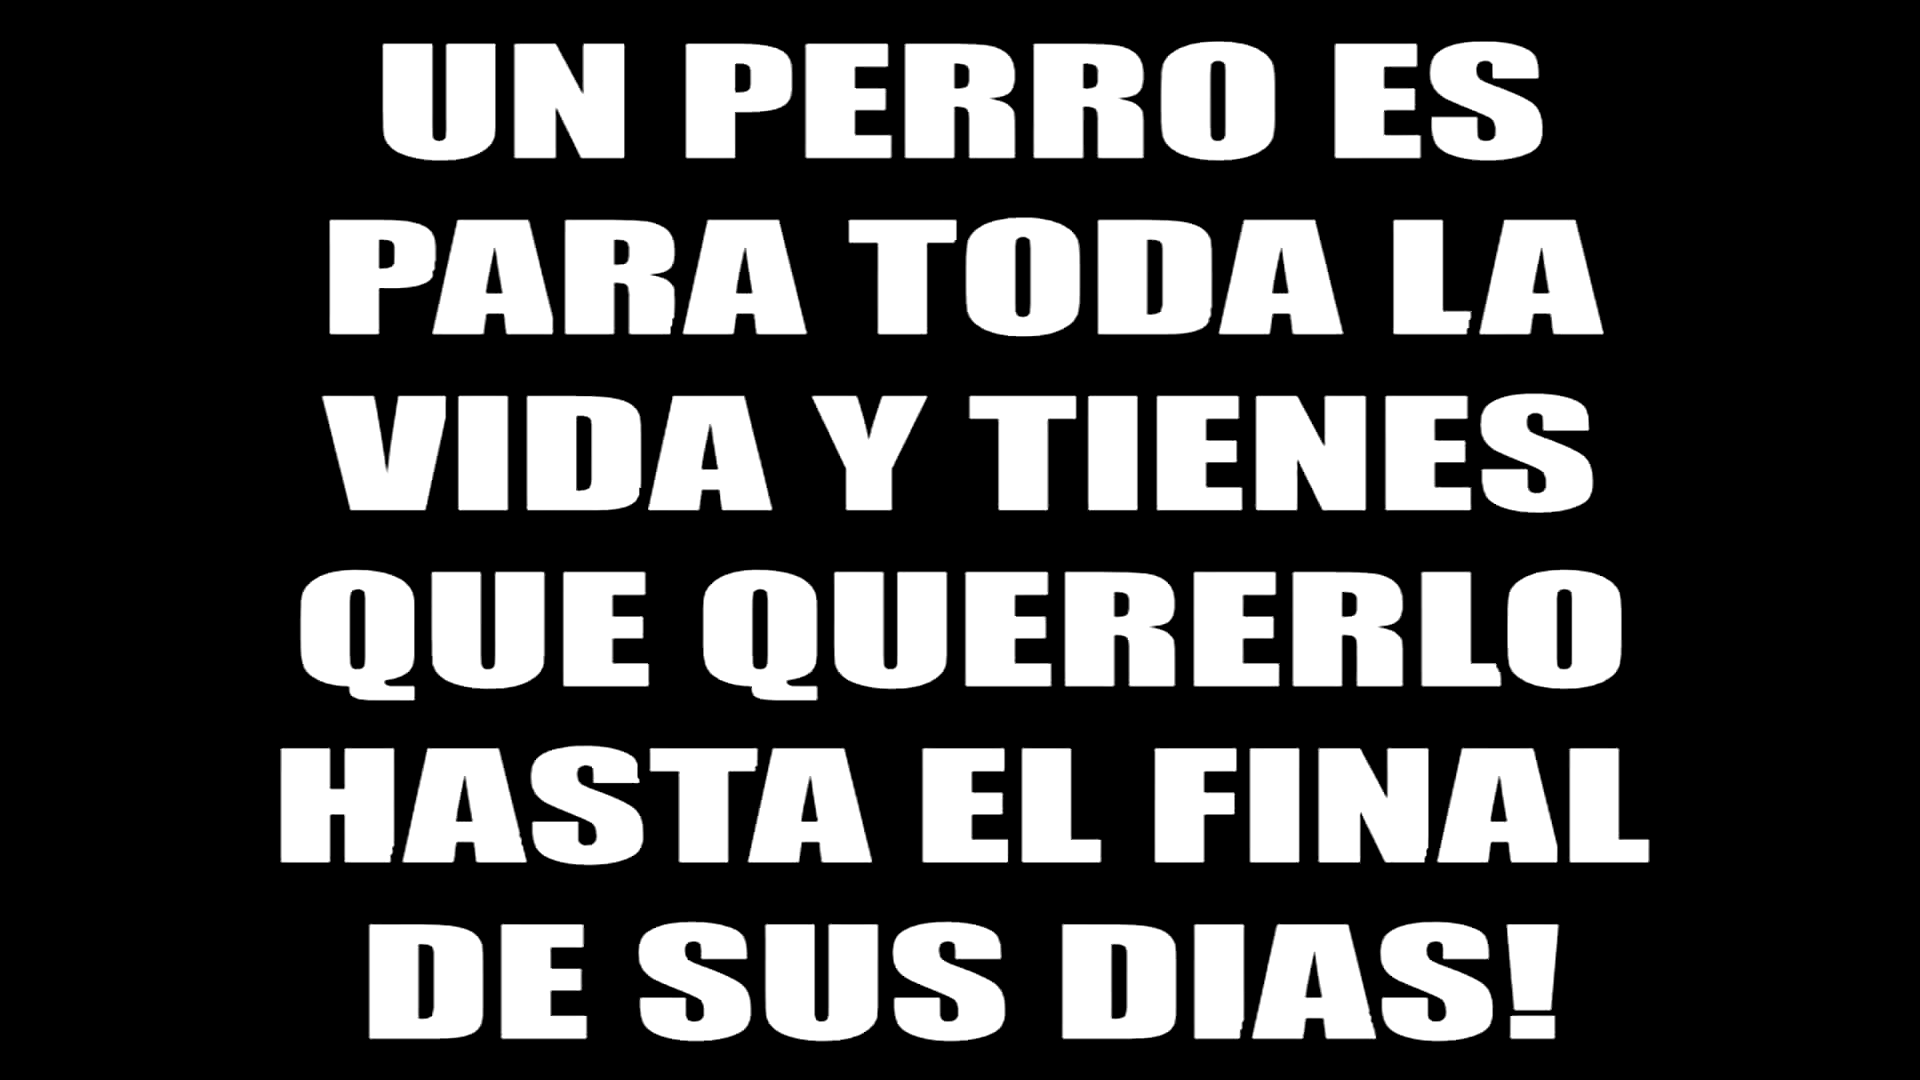 UN PERRO ES
PARA TODA LA
VIDA Y TIENES
QUE QUERERLO
HASTA EL FINAL
DE SUS DIAS!